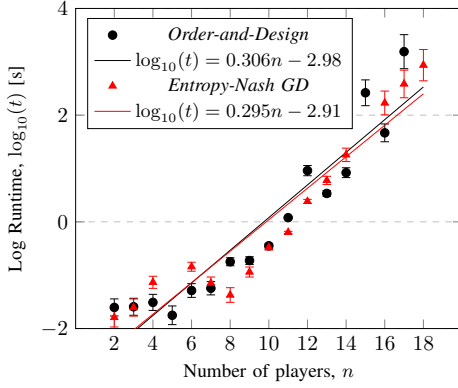 Log Runtime, log₁₀(t) [s]
4
2
0
−2
Order-and-Design
log₁₀(t) = 0.306n − 2.98
Entropy-Nash GD
log₁₀(t) = 0.295n − 2.91
2 4 6 8 10 12 14 16 18
Number of players, n